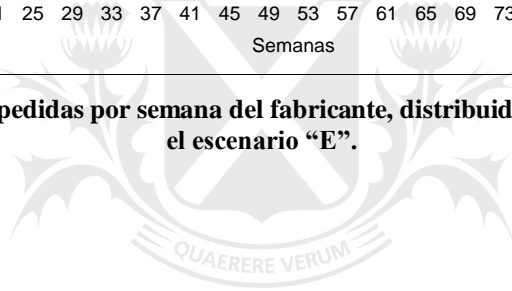 25 29 33 37 41 45 49 53 57 61 65 69 73
Semanas
pedidas por semana del fabricante, distribuid
el escenario “E”.
QUAERERE VERUM